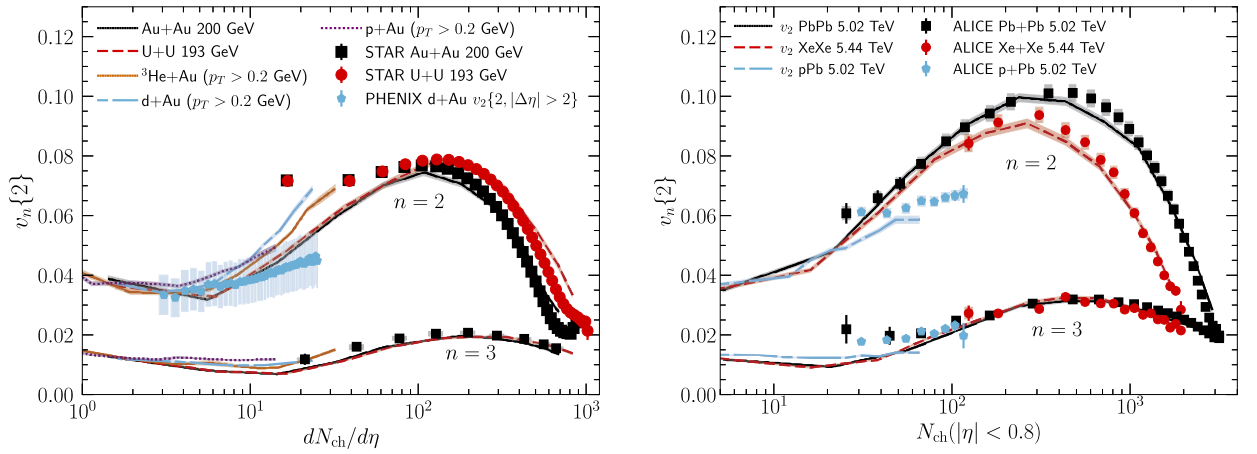 Au+Au 200 GeV
U+U 193 GeV
³He+Au (p_T > 0.2 GeV)
d+Au (p_T > 0.2 GeV)
p+Au (p_T > 0.2 GeV)
STAR Au+Au 200 GeV
STAR U+U 193 GeV
PHENIX d+Au v₂{2, |Δη| > 2}
v_n{2}
0.12
0.10
0.08
0.06
0.04
0.02
0.00
n = 2
n = 3
10⁰
10¹
10²
10³
dN_ch/dη
v₂ PbPb 5.02 TeV
v₂ XeXe 5.44 TeV
v₂ pPb 5.02 TeV
ALICE Pb+Pb 5.02 TeV
ALICE Xe+Xe 5.44 TeV
ALICE p+Pb 5.02 TeV
v_n{2}
0.12
0.10
0.08
0.06
0.04
0.02
0.00
n = 2
n = 3
10¹
10²
10³
N_ch(|η| < 0.8)